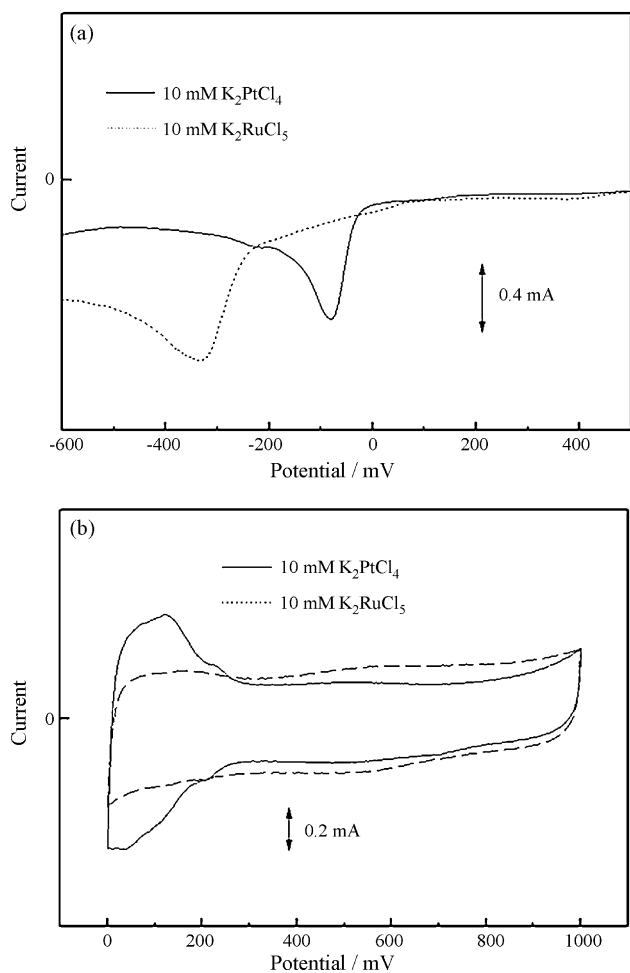 (a)
10 mM K₂PtCl₄
10 mM K₂RuCl₅
Current
0
0.4 mA
-600 -400 -200 0 200 400
Potential / mV
(b)
10 mM K₂PtCl₄
10 mM K₂RuCl₅
Current
0
0.2 mA
0 200 400 600 800 1000
Potential / mV